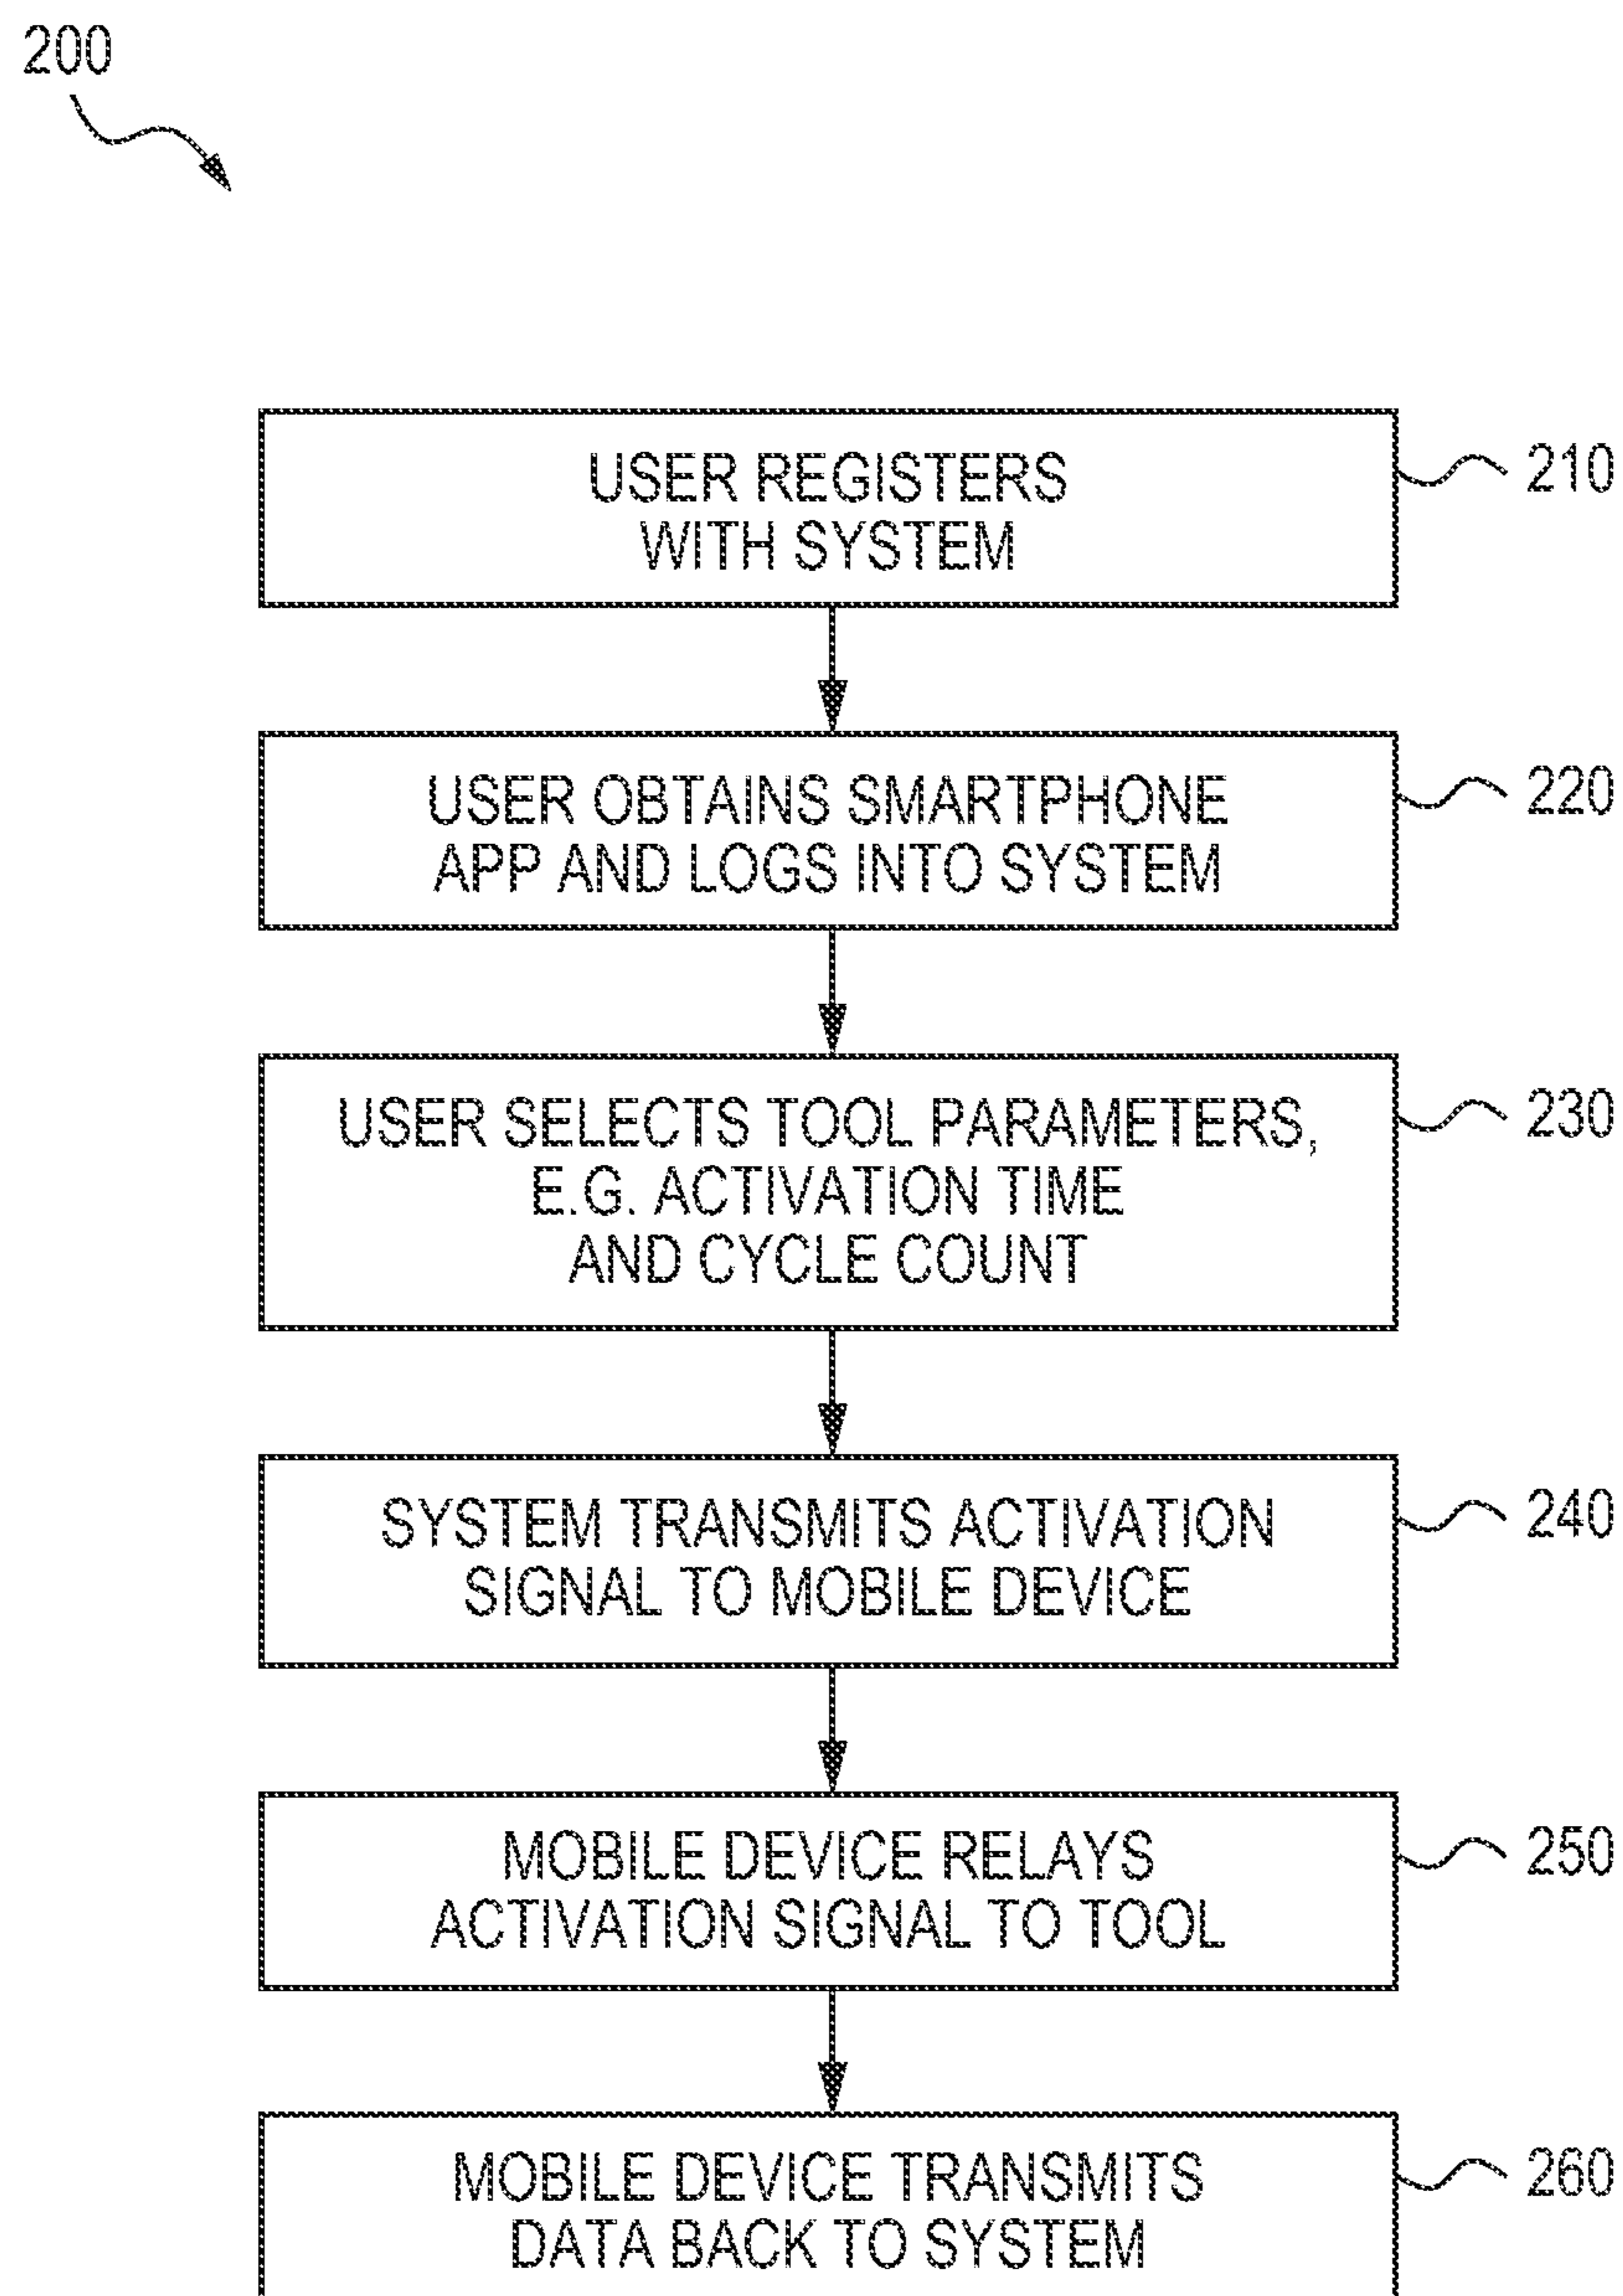 200
USER REGISTERS
WITH SYSTEM
210
USER OBTAINS SMARTPHONE
APP AND LOGS INTO SYSTEM
220
USER SELECTS TOOL PARAMETERS,
E.G. ACTIVATION TIME
AND CYCLE COUNT
230
SYSTEM TRANSMITS ACTIVATION
SIGNAL TO MOBILE DEVICE
240
MOBILE DEVICE RELAYS
ACTIVATION SIGNAL TO TOOL
250
MOBILE DEVICE TRANSMITS
DATA BACK TO SYSTEM
260